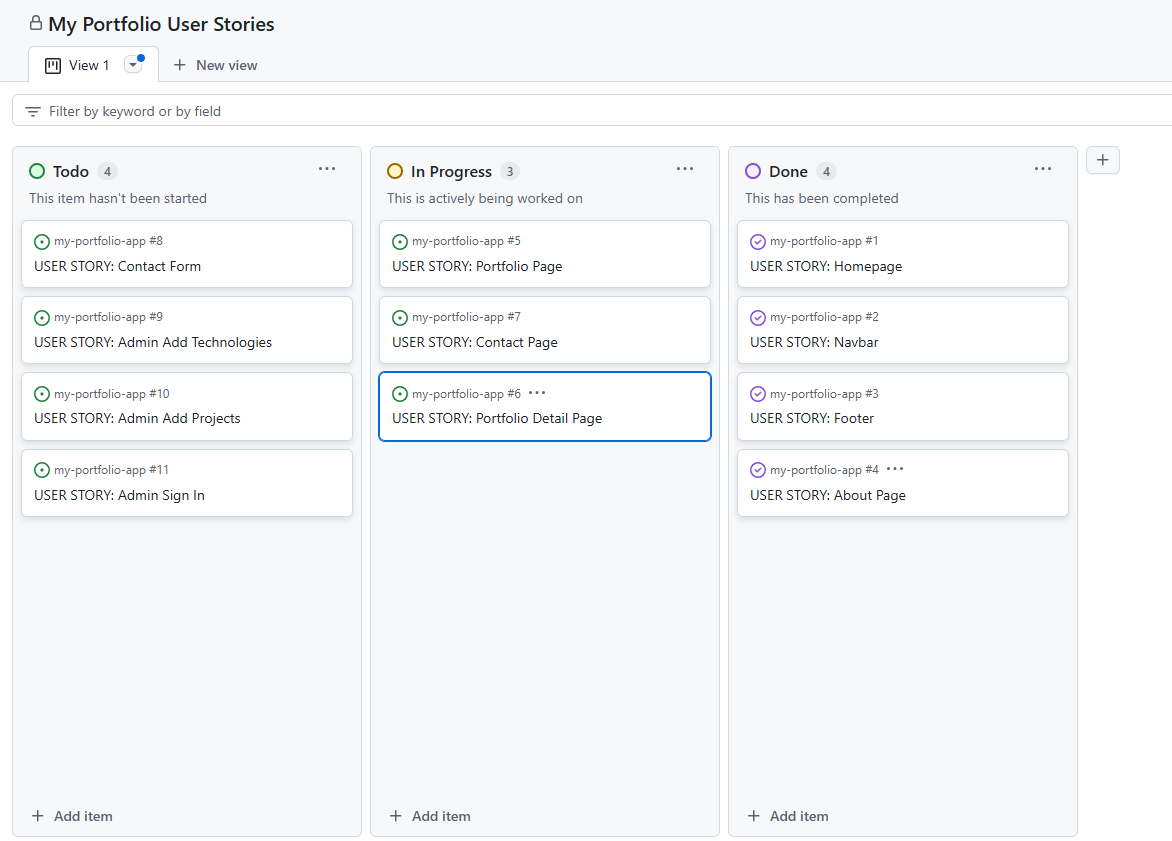 My Portfolio User Stories
View 1
New view
Filter by keyword or by field
Todo 4
This item hasn't been started
my-portfolio-app #8
USER STORY: Contact Form
my-portfolio-app #9
USER STORY: Admin Add Technologies
my-portfolio-app #10
USER STORY: Admin Add Projects
my-portfolio-app #11
USER STORY: Admin Sign In
Add item
In Progress 3
This is actively being worked on
my-portfolio-app #5
USER STORY: Portfolio Page
my-portfolio-app #7
USER STORY: Contact Page
my-portfolio-app #6
USER STORY: Portfolio Detail Page
Add item
Done 4
This has been completed
my-portfolio-app #1
USER STORY: Homepage
my-portfolio-app #2
USER STORY: Navbar
my-portfolio-app #3
USER STORY: Footer
my-portfolio-app #4
USER STORY: About Page
Add item